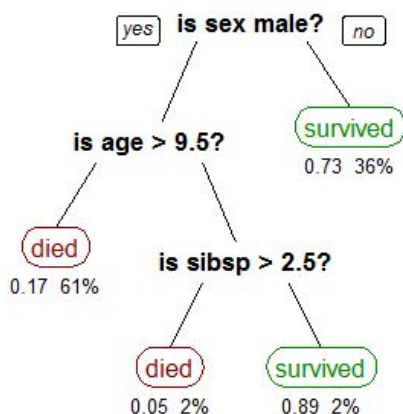 yes is sex male? no
survived
0.73 36%
is age > 9.5?
died
0.17 61%
is sibsp > 2.5?
died survived
0.05 2% 0.89 2%